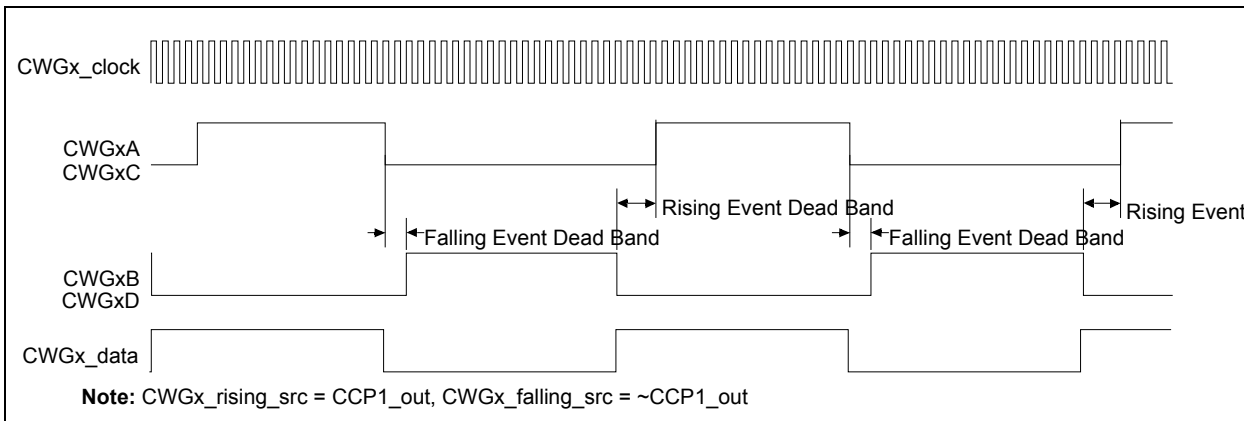 CWGx_clock
CWGxA
CWGxC
Rising Event Dead Band
Rising Event
Falling Event Dead Band
Falling Event Dead Band
CWGxB
CWGxD
CWGx_data
Note: CWGx_rising_src = CCP1_out, CWGx_falling_src = ~CCP1_out